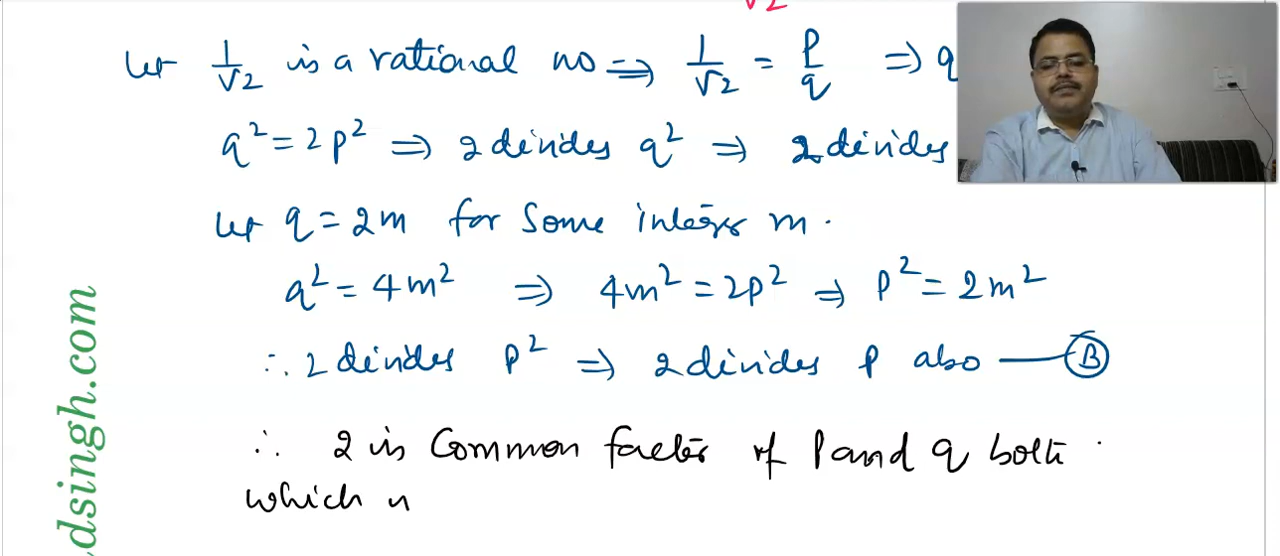 √2
Let 1/√2 is a rational no ⇒ 1/√2 = p/q ⇒ q
q² = 2p² ⇒ 2 divides q² ⇒ 2 divides
Let q = 2m for some integer m.
q² = 4m² ⇒ 4m² = 2p² ⇒ p² = 2m²
∴ 2 divides p² ⇒ 2 divides p also — B
∴ 2 is Common factor of p and q both.
which
dsingh.com